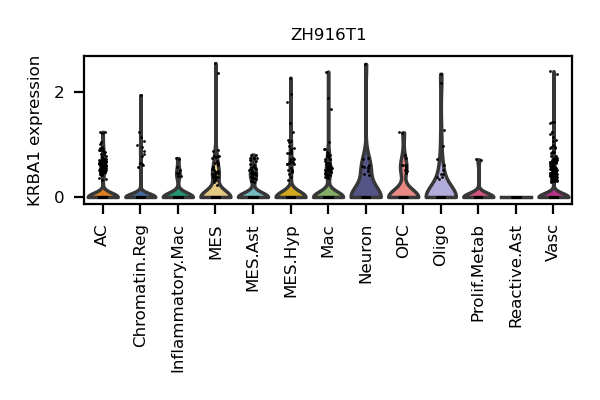 ZH916T1
KRBA1 expression
2
0
AC
Chromatin.Reg
Inflammatory.Mac
MES
MES.Ast
MES.Hyp
Mac
Neuron
OPC
Oligo
Prolif.Metab
Reactive.Ast
Vasc